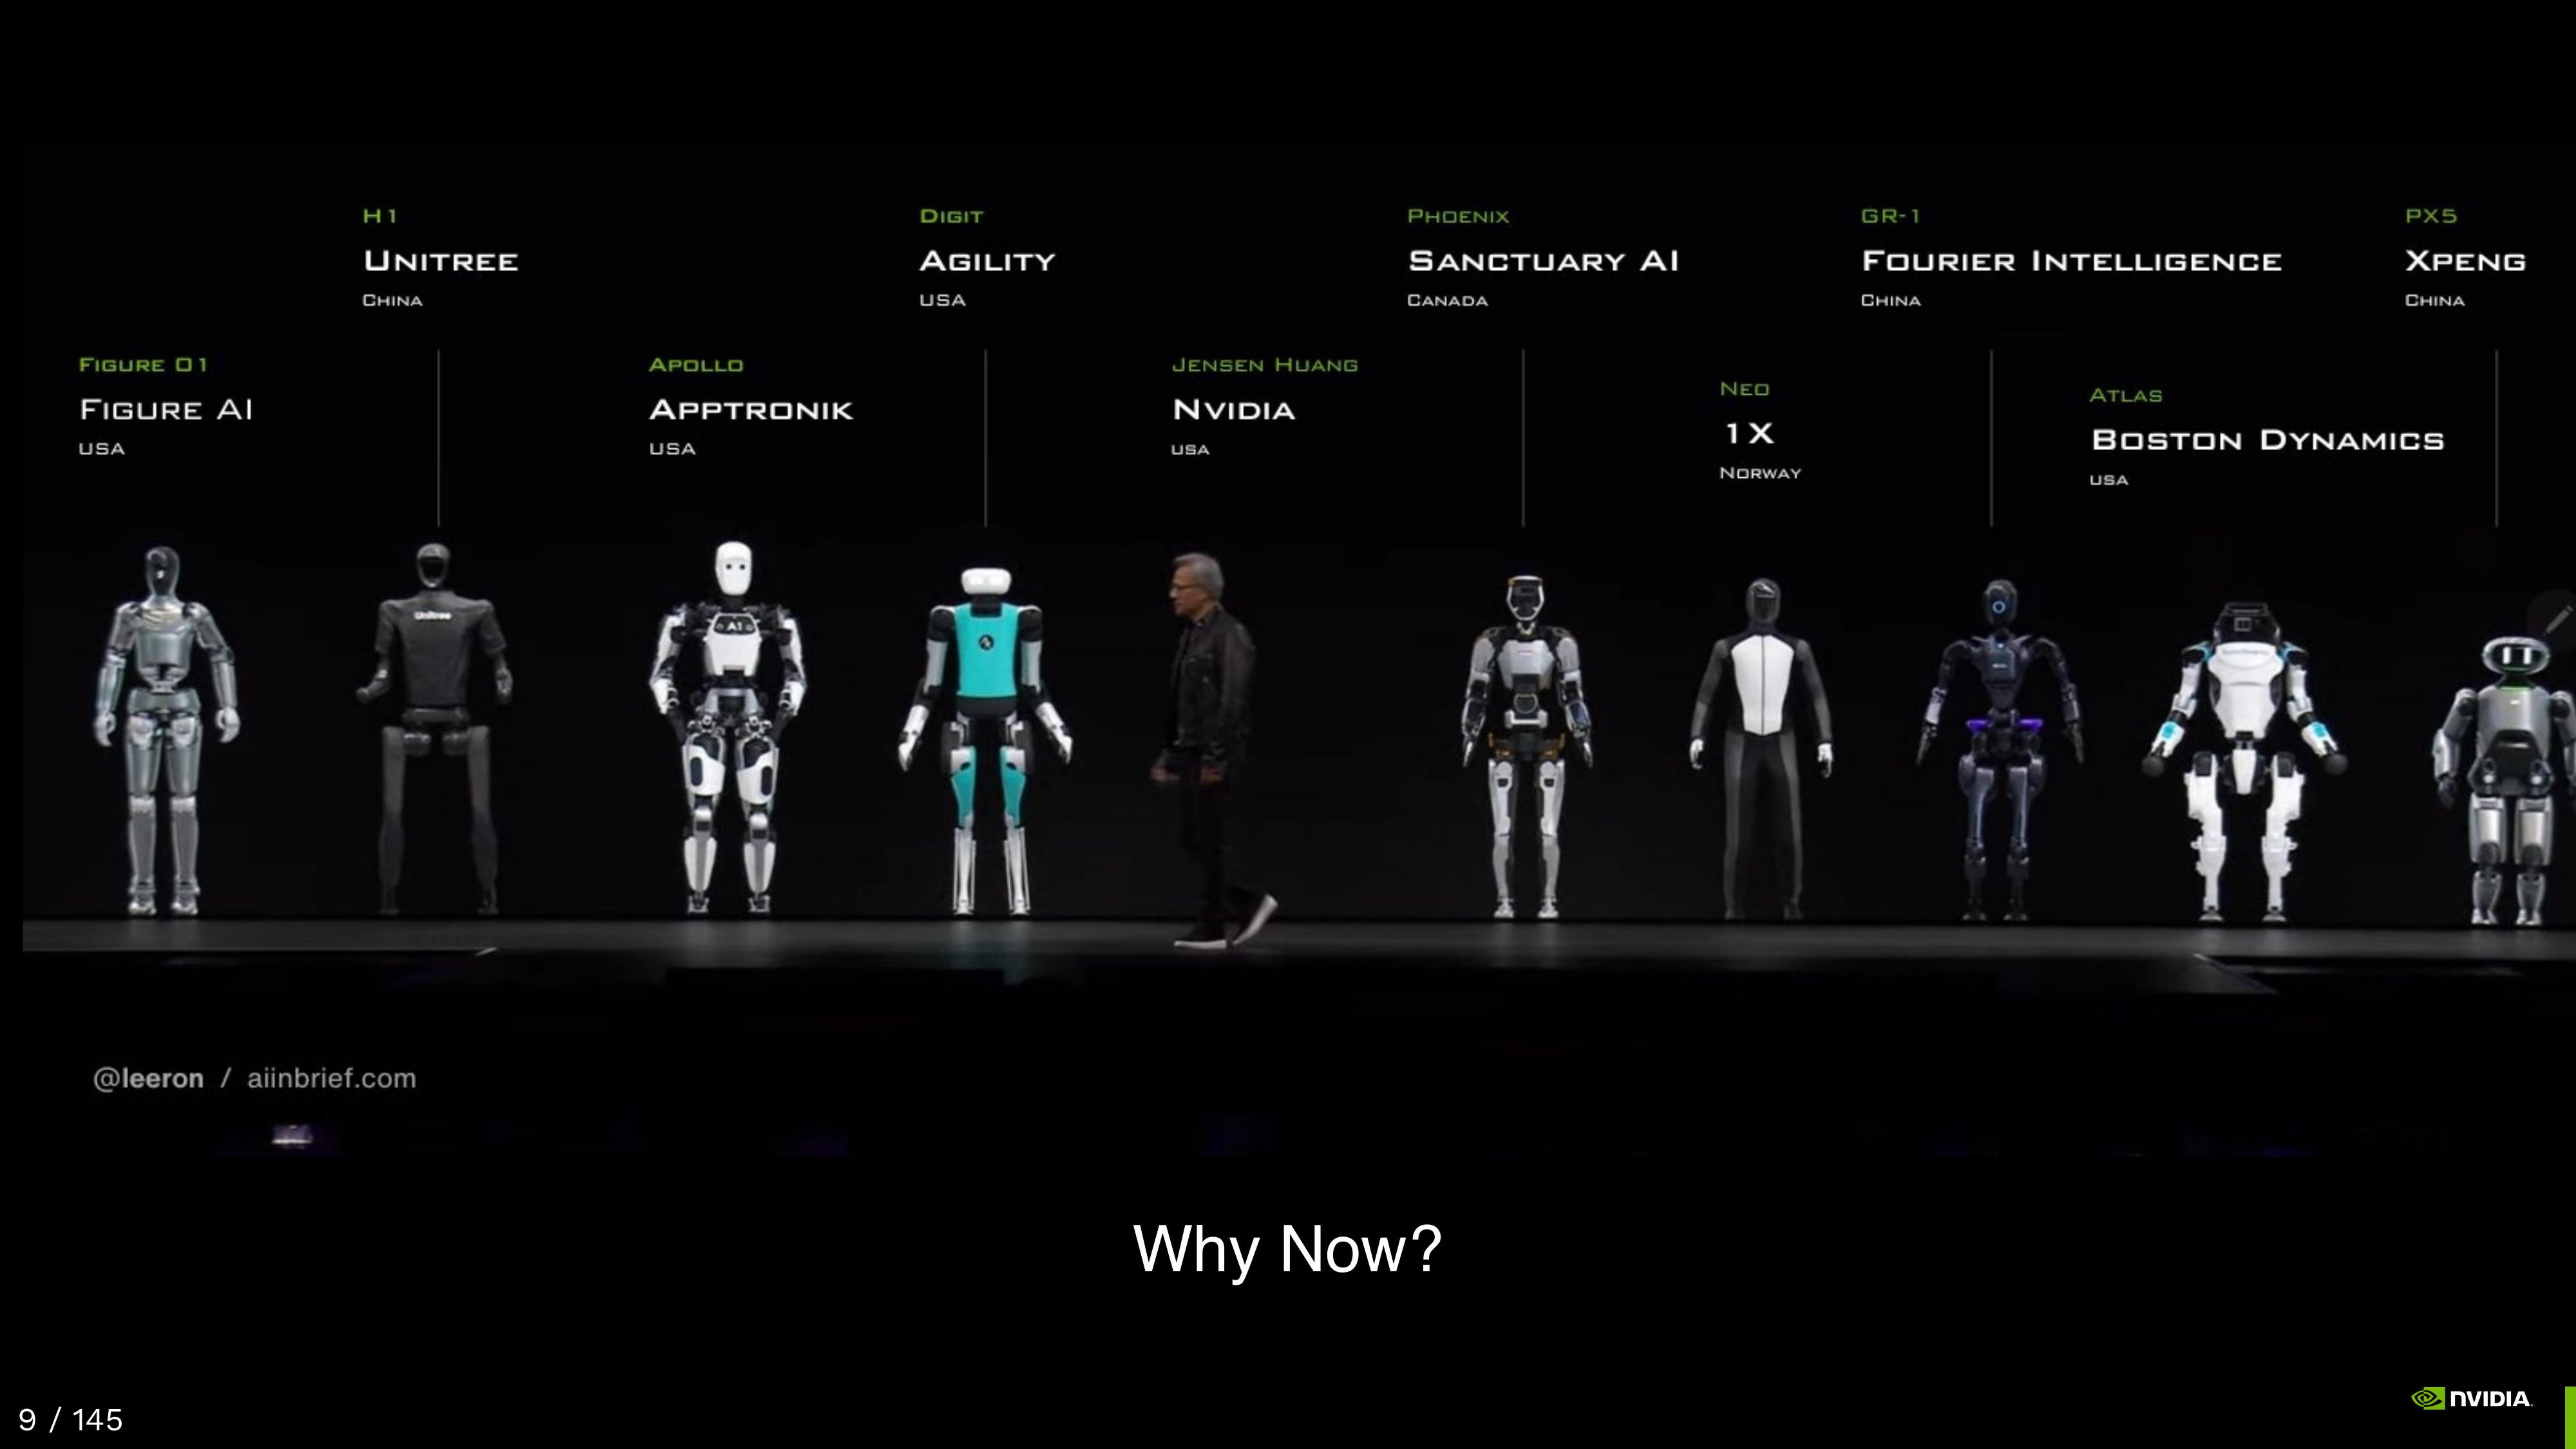 H1
UNITREE
CHINA
DIGIT
AGILITY
USA
PHOENIX
SANCTUARY AI
CANADA
GR-1
FOURIER INTELLIGENCE
CHINA
PX5
XPENG
CHINA
FIGURE 01
FIGURE AI
USA
APOLLO
APPTRONIK
USA
JENSEN HUANG
NVIDIA
USA
NEO
1X
NORWAY
ATLAS
BOSTON DYNAMICS
USA
Unitree
A1
@leeron / aiinbrief.com
Why Now?
9 / 145
NVIDIA.